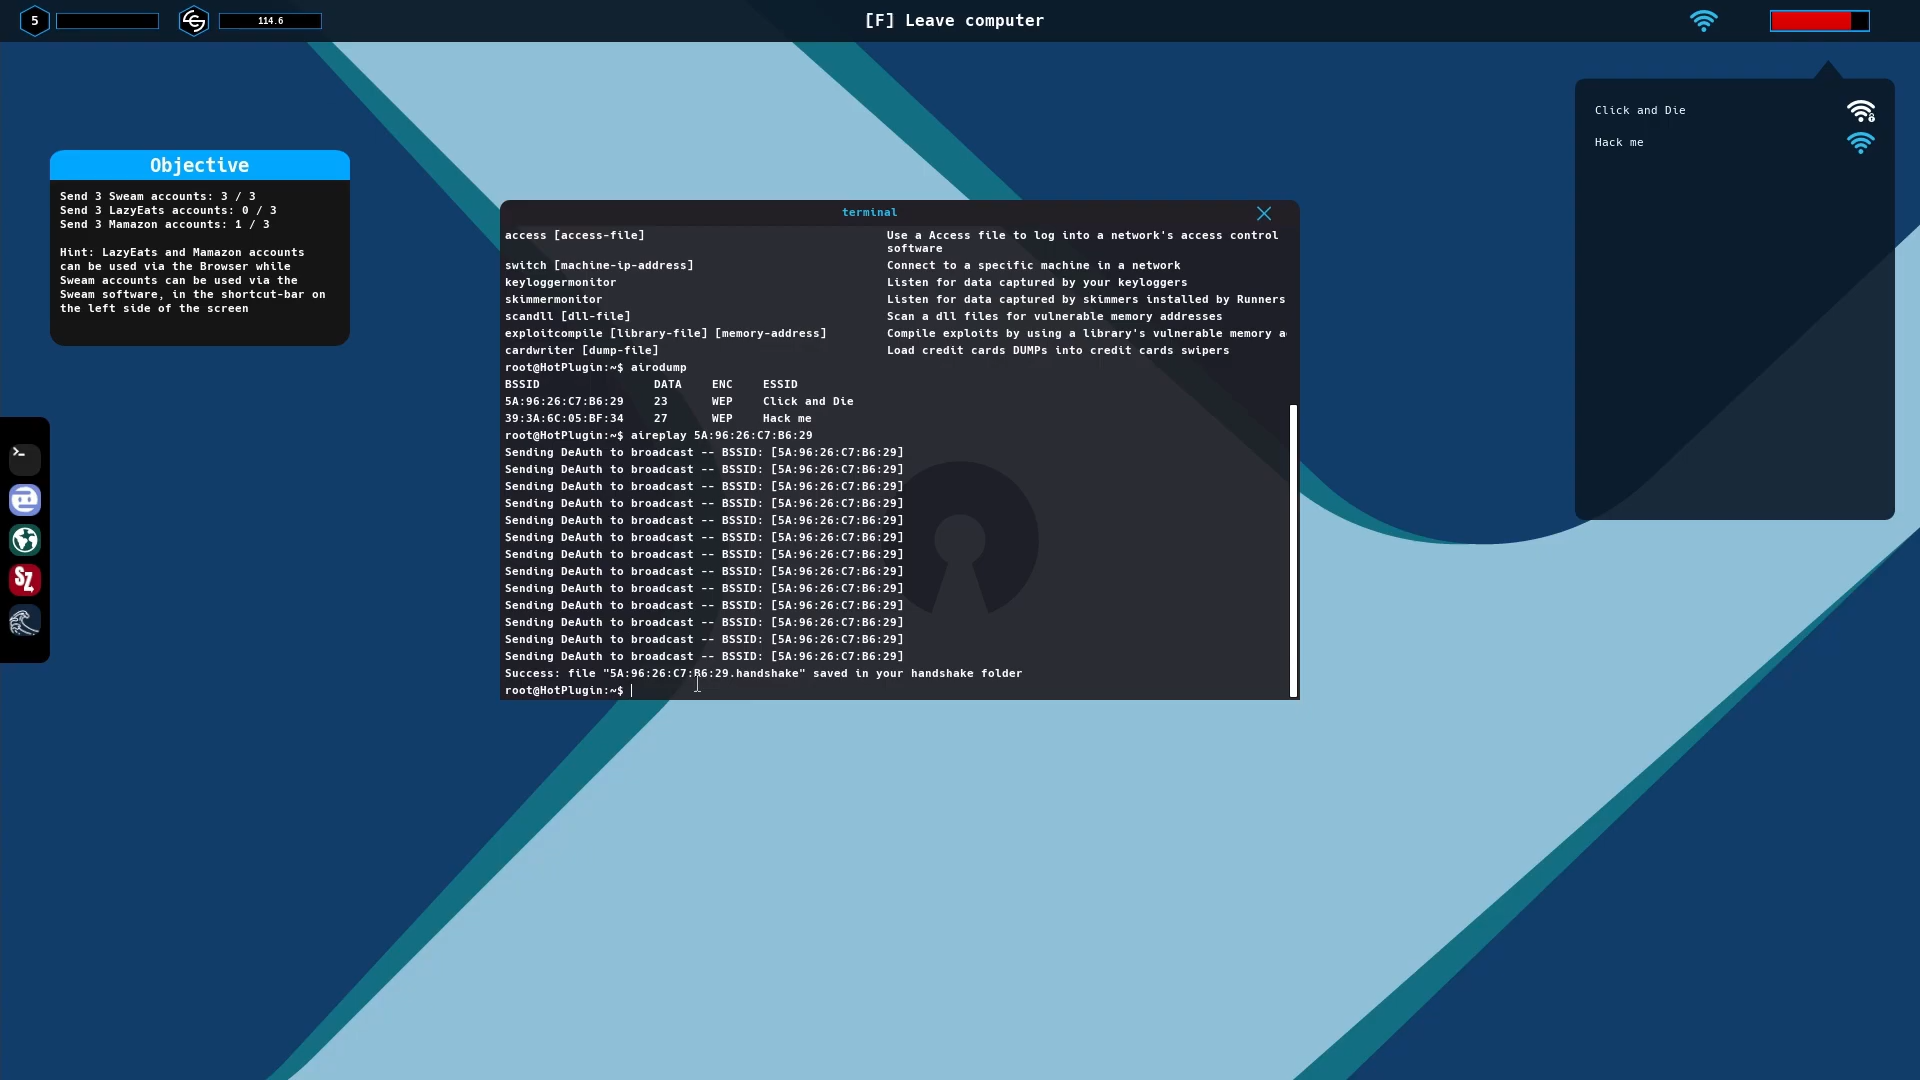 5
114.6
[F] Leave computer
Click and Die
Hack me
Objective
Send 3 Sweam accounts: 3 / 3
Send 3 LazyEats accounts: 0 / 3
Send 3 Mamazon accounts: 1 / 3
Hint: LazyEats and Mamazon accounts
can be used via the Browser while
Sweam accounts can be used via the
Sweam software, in the shortcut-bar on
the left side of the screen
terminal
access [access-file] Use a Access file to log into a network's access control
software
switch [machine-ip-address] Connect to a specific machine in a network
keyloggermonitor Listen for data captured by your keyloggers
skimmermonitor Listen for data captured by skimmers installed by Runners
scandll [dll-file] Scan a dll files for vulnerable memory addresses
exploitcompile [library-file] [memory-address] Compile exploits by using a library's vulnerable memory a
cardwriter [dump-file] Load credit cards DUMPs into credit cards swipers
root@HotPlugin:~$ airodump
BSSID DATA ENC ESSID
5A:96:26:C7:B6:29 23 WEP Click and Die
39:3A:6C:05:BF:34 27 WEP Hack me
root@HotPlugin:~$ aireplay 5A:96:26:C7:B6:29
Sending DeAuth to broadcast -- BSSID: [5A:96:26:C7:B6:29]
Sending DeAuth to broadcast -- BSSID: [5A:96:26:C7:B6:29]
Sending DeAuth to broadcast -- BSSID: [5A:96:26:C7:B6:29]
Sending DeAuth to broadcast -- BSSID: [5A:96:26:C7:B6:29]
Sending DeAuth to broadcast -- BSSID: [5A:96:26:C7:B6:29]
Sending DeAuth to broadcast -- BSSID: [5A:96:26:C7:B6:29]
Sending DeAuth to broadcast -- BSSID: [5A:96:26:C7:B6:29]
Sending DeAuth to broadcast -- BSSID: [5A:96:26:C7:B6:29]
Sending DeAuth to broadcast -- BSSID: [5A:96:26:C7:B6:29]
Sending DeAuth to broadcast -- BSSID: [5A:96:26:C7:B6:29]
Sending DeAuth to broadcast -- BSSID: [5A:96:26:C7:B6:29]
Sending DeAuth to broadcast -- BSSID: [5A:96:26:C7:B6:29]
Sending DeAuth to broadcast -- BSSID: [5A:96:26:C7:B6:29]
Success: file "5A:96:26:C7:B6:29.handshake" saved in your handshake folder
root@HotPlugin:~$
SZ